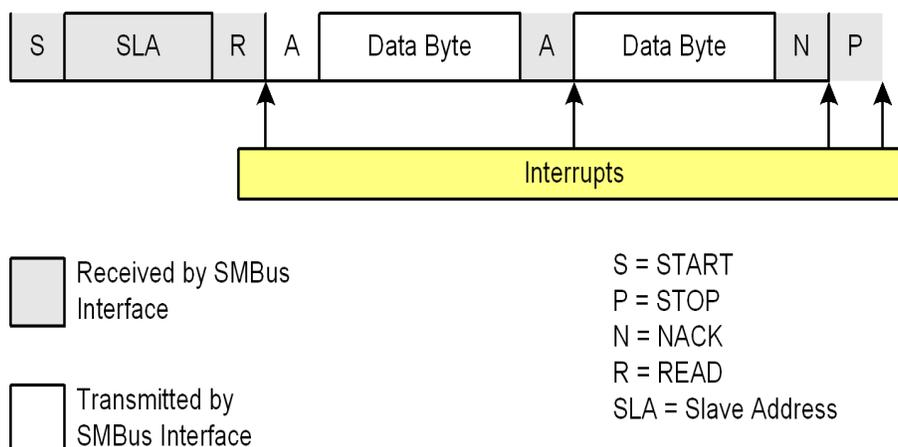 S SLA R A Data Byte A Data Byte N P
Interrupts
Received by SMBus
Interface
Transmitted by
SMBus Interface
S = START
P = STOP
N = NACK
R = READ
SLA = Slave Address